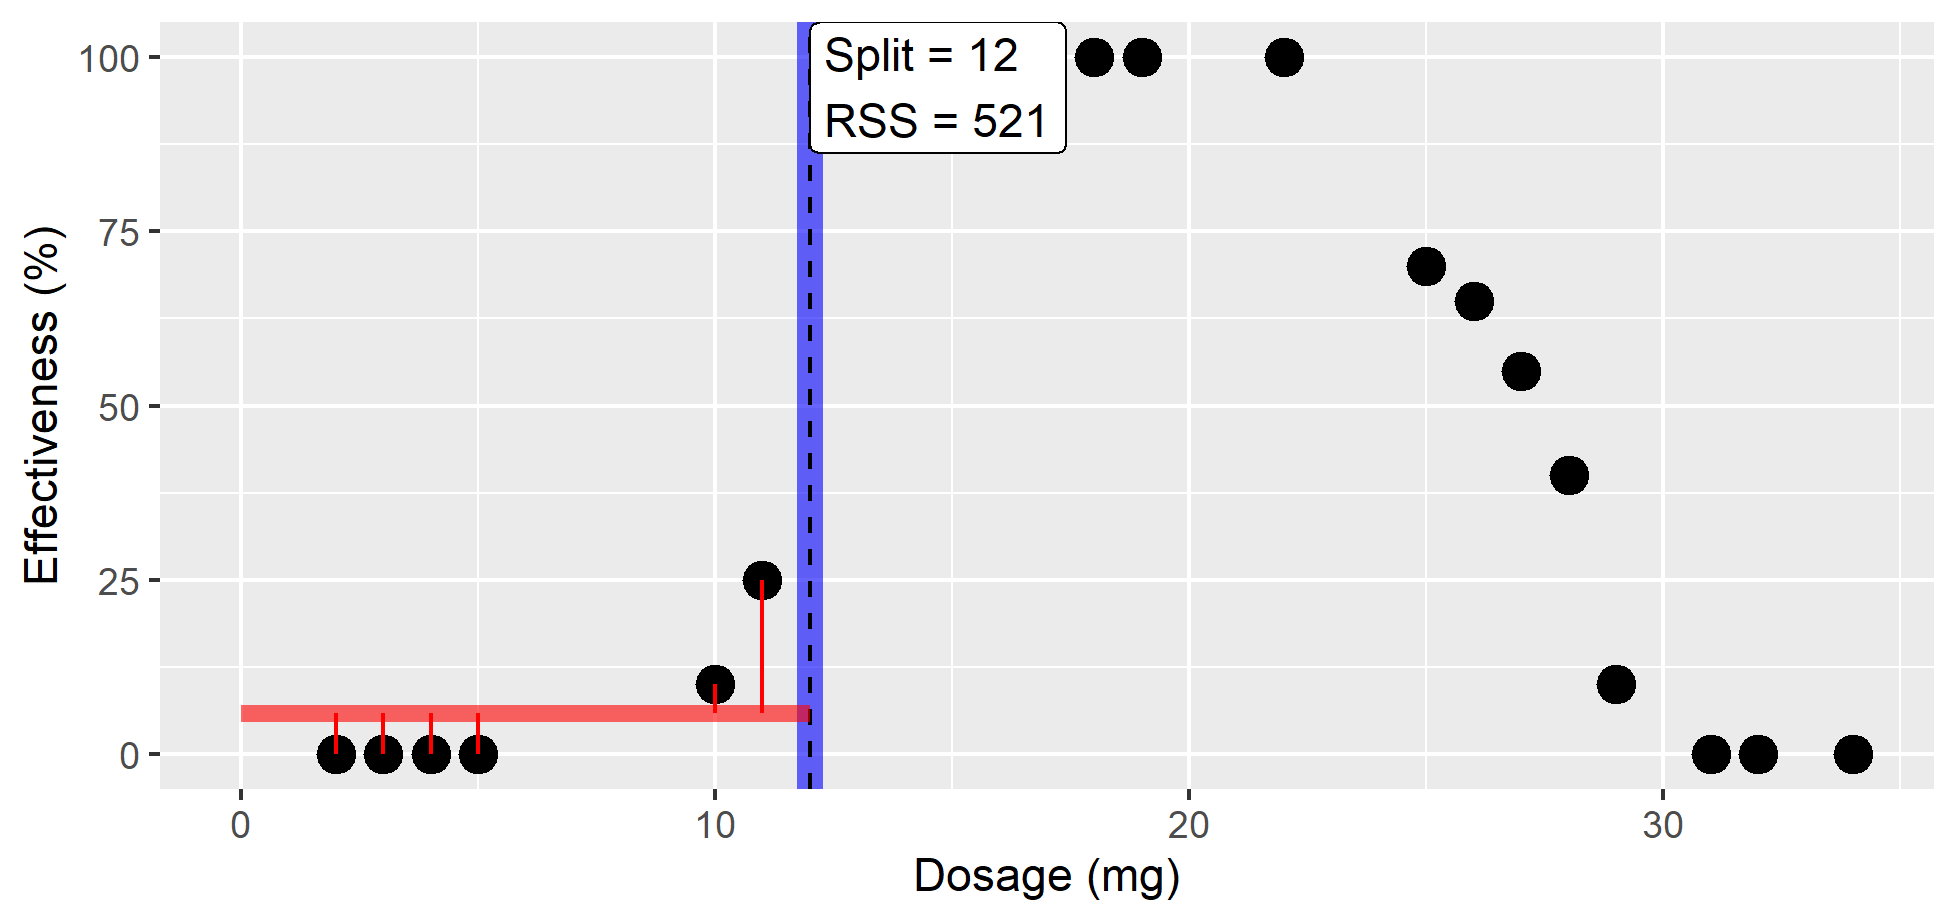 Split = 12
RSS = 521
100
75
50
25
0
Effectiveness (%)
0 10 20 30
Dosage (mg)